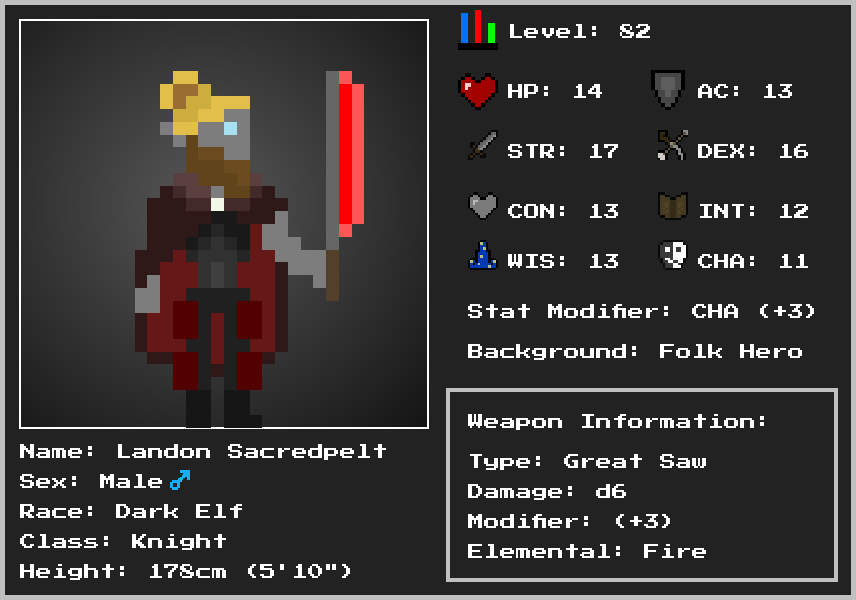 Level: 82
HP: 14
AC: 13
STR: 17
DEX: 16
CON: 13
INT: 12
WIS: 13
CHA: 11
Stat Modifier: CHA (+3)
Background: Folk Hero
Weapon Information:
Type: Great Saw
Damage: d6
Modifier: (+3)
Elemental: Fire
Name: Landon Sacredpelt
Sex: Male ♂
Race: Dark Elf
Class: Knight
Height: 178cm (5'10")